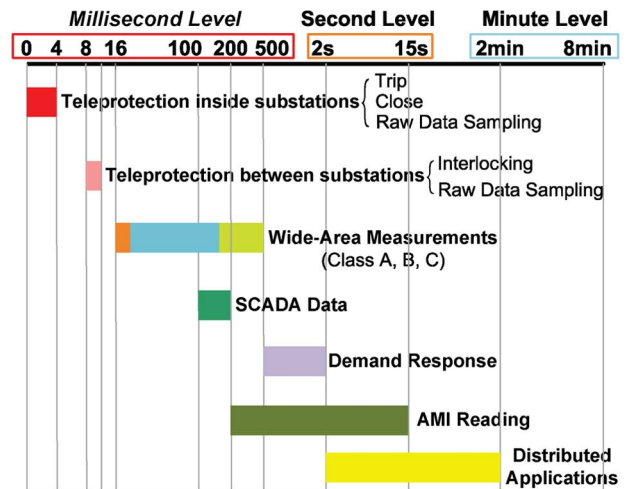 Millisecond Level Second Level Minute Level
0 4 8 16 100 200 500 2s 15s 2min 8min
Teleprotection inside substations
Trip
Close
Raw Data Sampling
Teleprotection between substations
Interlocking
Raw Data Sampling
Wide-Area Measurements
(Class A, B, C)
SCADA Data
Demand Response
AMI Reading
Distributed
Applications